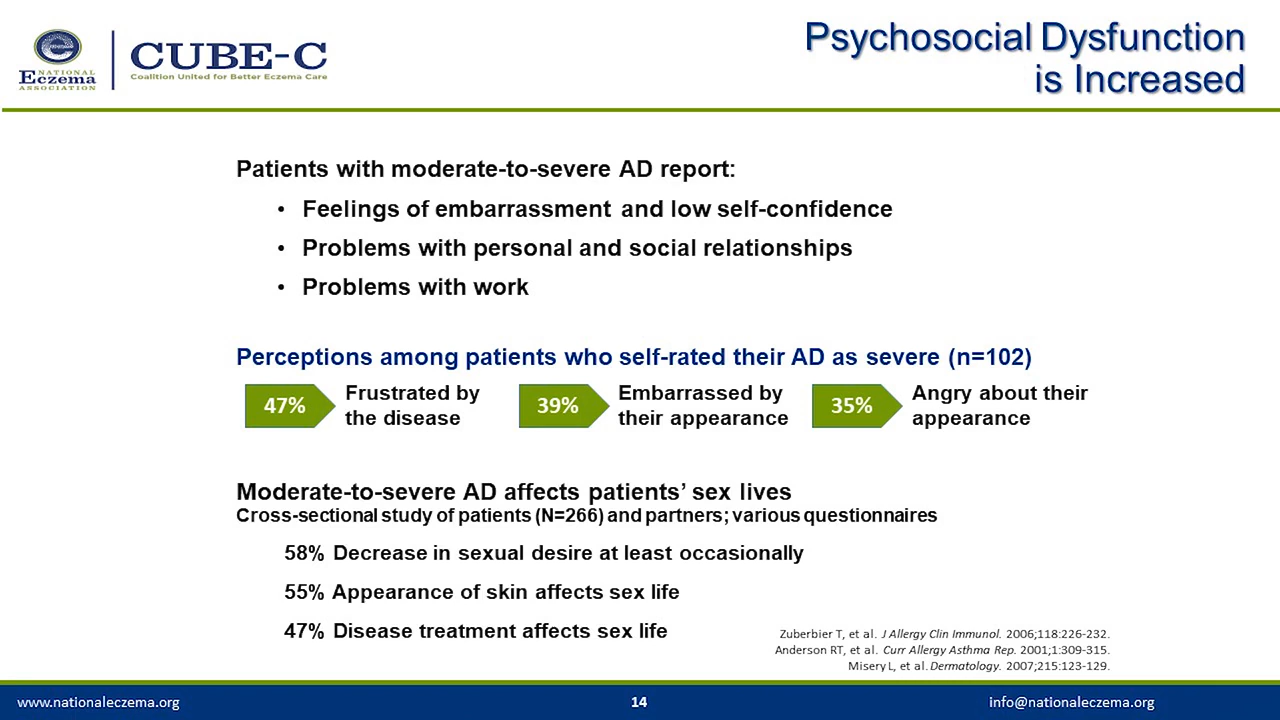 NATIONAL
Eczema
ASSOCIATION
CUBE-C
Coalition United for Better Eczema Care
Psychosocial Dysfunction
is Increased
Patients with moderate-to-severe AD report:
• Feelings of embarrassment and low self-confidence
• Problems with personal and social relationships
• Problems with work
Perceptions among patients who self-rated their AD as severe (n=102)
47%
Frustrated by
the disease
39%
Embarrassed by
their appearance
35%
Angry about their
appearance
Moderate-to-severe AD affects patients’ sex lives
Cross-sectional study of patients (N=266) and partners; various questionnaires
58% Decrease in sexual desire at least occasionally
55% Appearance of skin affects sex life
47% Disease treatment affects sex life
Zuberbier T, et al. J Allergy Clin Immunol. 2006;118:226-232.
Anderson RT, et al. Curr Allergy Asthma Rep. 2001;1:309-315.
Misery L, et al. Dermatology. 2007;215:123-129.
www.nationaleczema.org
14
info@nationaleczema.org